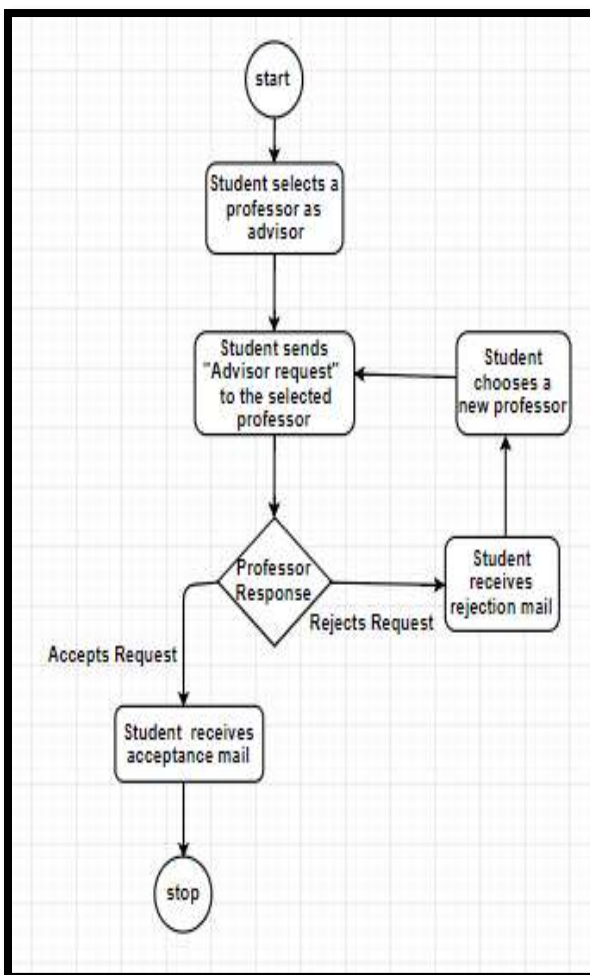 start
Student selects a
professor as
advisor
Student sends
"Advisor request"
to the selected
professor
Student
chooses a
new professor
Professor
Response
Student
receives
rejection mail
Rejects Request
Accepts Request
Student receives
acceptance mail
stop